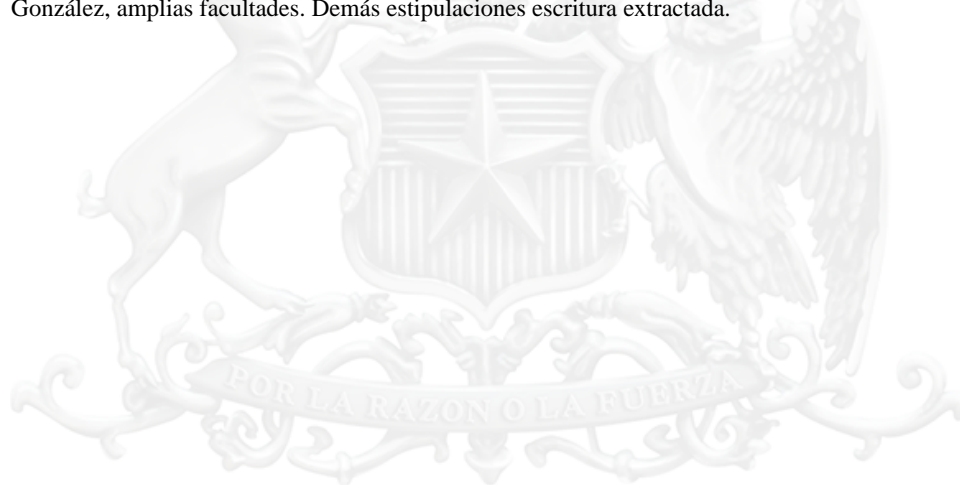 González, amplias facultades. Demás estipulaciones escritura extractada.
POR LA RAZON O LA FUERZA